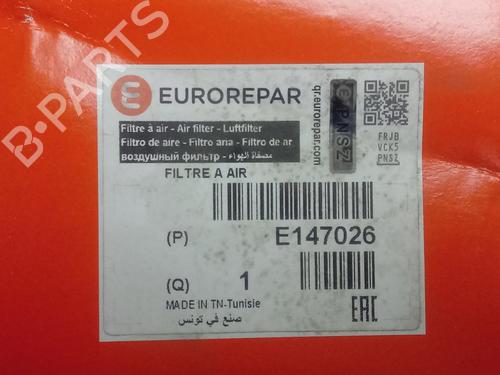 EUROREPAR
Filtre à air - Air filter - Luftfilter
Filtro de aire - Filtro aria - Filtro de ar
воздушный фильтр - مصفاة الهواء
FILTRE A AIR
qr.eurorepar.com
PNSZ
FRJB
VCK5
PNSZ
(P) E147026
(Q) 1
MADE IN TN-Tunisie
صنع في تونس
EAC
B-PARTS